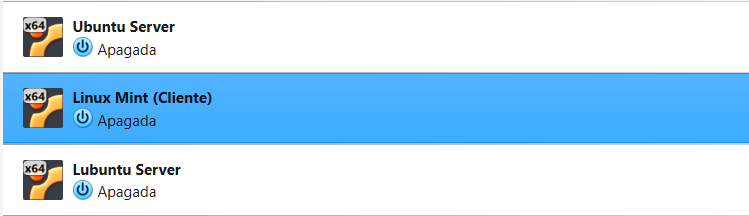 x64
Ubuntu Server
Apagada
x64
Linux Mint (Cliente)
Apagada
x64
Lubuntu Server
Apagada